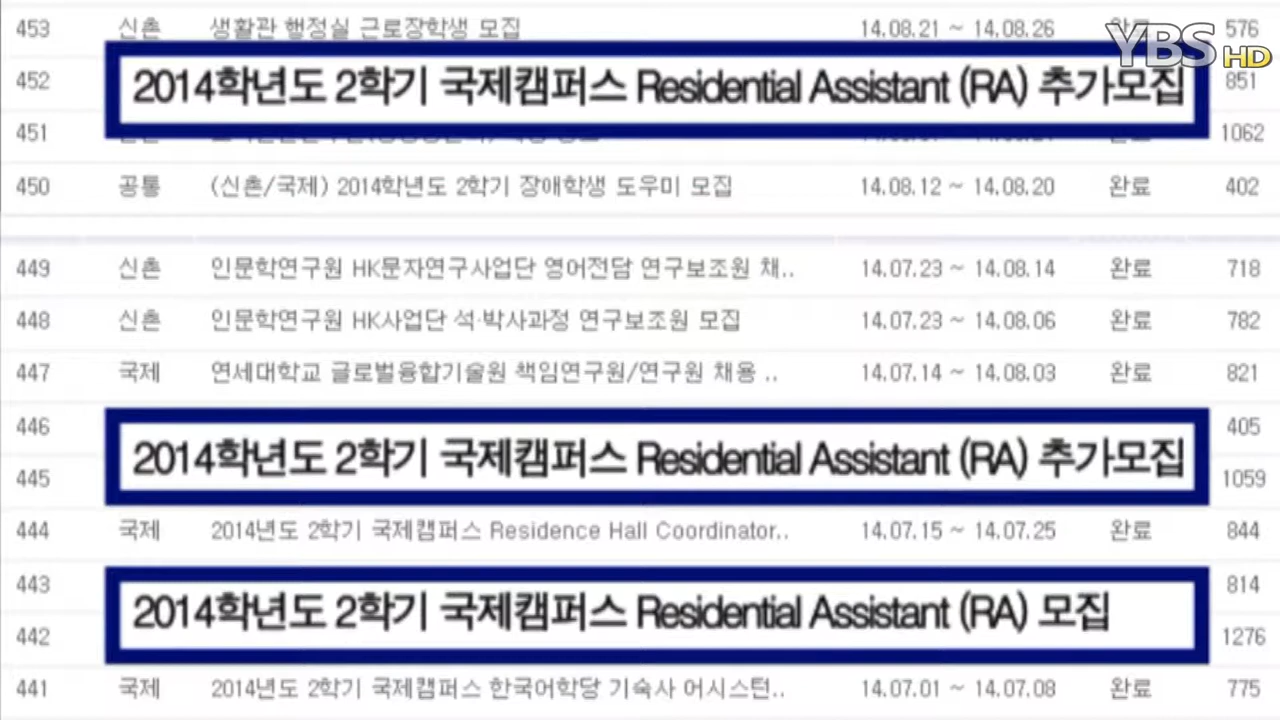 453 신촌 생활관 행정실 근로장학생 모집 14.08.21 ~ 14.08.26 완료 576
YBS HD
452 2014학년도 2학기 국제캠퍼스 Residential Assistant (RA) 추가모집 851
451 1062
450 공통 (신촌/국제) 2014학년도 2학기 장애학생 도우미 모집 14.08.12 ~ 14.08.20 완료 402
449 신촌 인문학연구원 HK문자연구사업단 영어전담 연구보조원 채.. 14.07.23 ~ 14.08.14 완료 718
448 신촌 인문학연구원 HK사업단 석·박사과정 연구보조원 모집 14.07.23 ~ 14.08.06 완료 782
447 국제 연세대학교 글로벌융합기술원 책임연구원/연구원 채용 .. 14.07.14 ~ 14.08.03 완료 821
446 405
2014학년도 2학기 국제캠퍼스 Residential Assistant (RA) 추가모집
445 1059
444 국제 2014년도 2학기 국제캠퍼스 Residence Hall Coordinator.. 14.07.15 ~ 14.07.25 완료 844
443 814
2014학년도 2학기 국제캠퍼스 Residential Assistant (RA) 모집
442 1276
441 국제 2014년도 2학기 국제캠퍼스 한국어학당 기숙사 어시스턴.. 14.07.01 ~ 14.07.08 완료 775